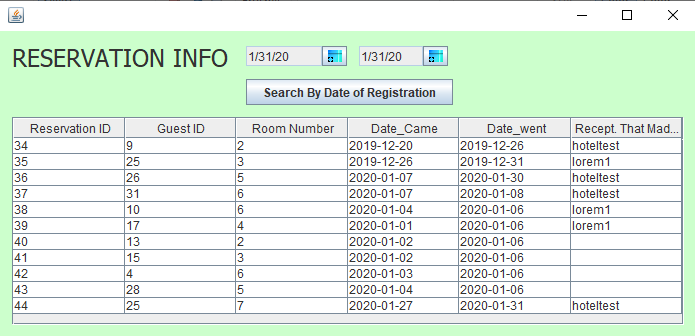 RESERVATION INFO 1/31/20 1/31/20
Search By Date of Registration
Reservation ID Guest ID Room Number Date_Came Date_went Recept. That Mad...
34 9 2 2019-12-20 2019-12-26 hoteltest
35 25 3 2019-12-26 2019-12-31 lorem1
36 26 5 2020-01-07 2020-01-30 hoteltest
37 31 6 2020-01-07 2020-01-08 hoteltest
38 10 6 2020-01-04 2020-01-06 lorem1
39 17 4 2020-01-01 2020-01-06 lorem1
40 13 2 2020-01-02 2020-01-06
41 15 3 2020-01-02 2020-01-06
42 4 6 2020-01-03 2020-01-06
43 28 5 2020-01-04 2020-01-06
44 25 7 2020-01-27 2020-01-31 hoteltest